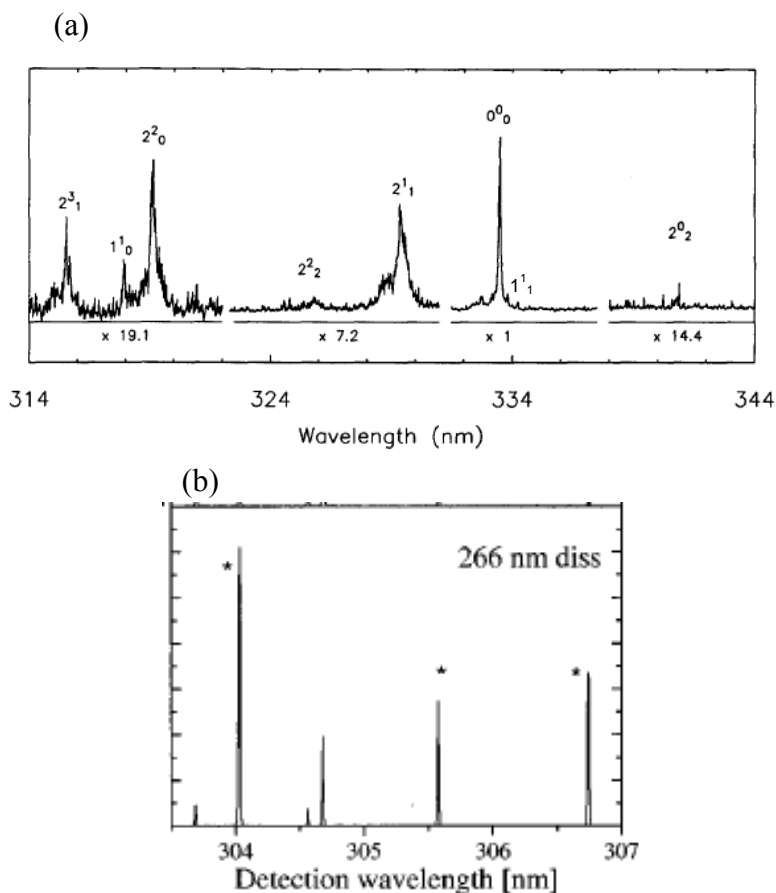 (a)
2³₁
1¹₀
2²₀
2²₂
2¹₁
0⁰₀
1¹₁
2⁰₂
x 19.1
x 7.2
x 1
x 14.4
314 324 334 344
Wavelength (nm)
(b)
266 nm diss
*
*
*
304 305 306 307
Detection wavelength [nm]